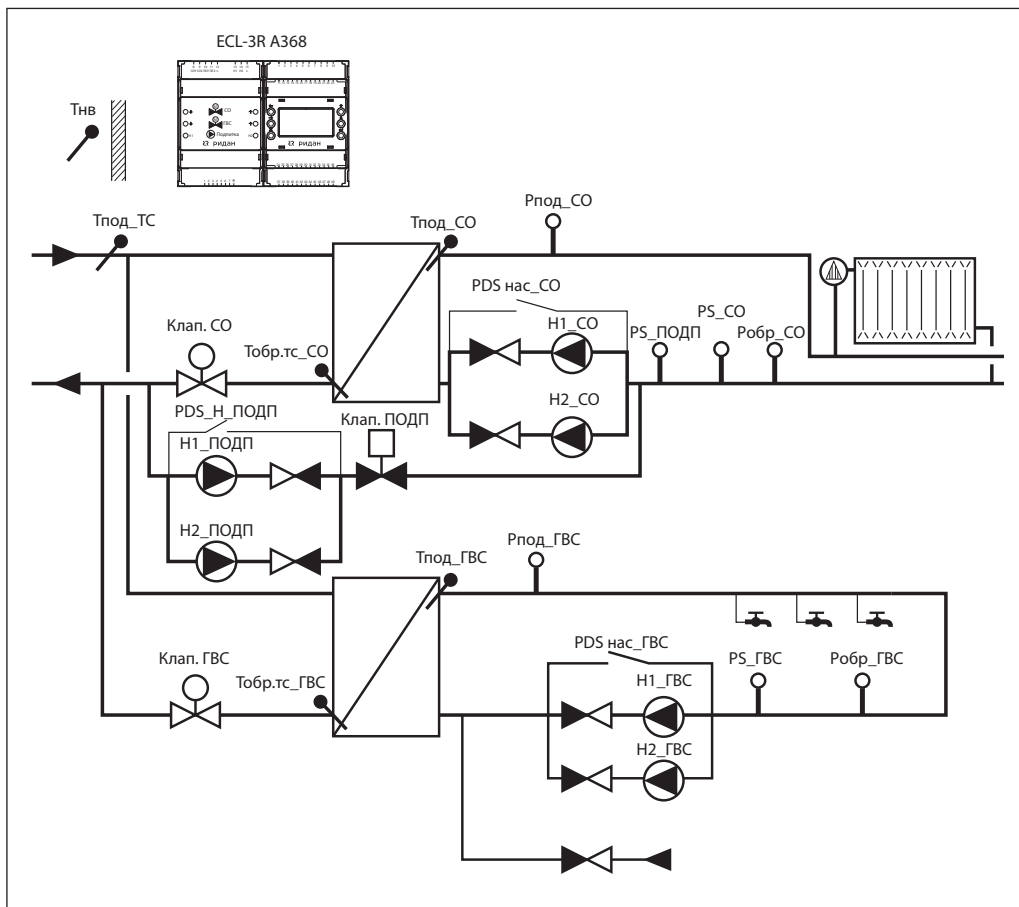 ECL-3R A368
Тнв
СО
ГВС
Подпитка
ридан
ридан
Рпод_СО
Тпод_ТС
Тпод_СО
PDS нас_СО
PS_СО
Клап. СО
Н1_СО
PS_ПОДП
Робр_СО
Тобр.тс_СО
Н2_СО
PDS_Н_ПОДП
Клап. ПОДП
Н1_ПОДП
Н2_ПОДП
Рпод_ГВС
Тпод_ГВС
PDS нас_ГВС
Клап. ГВС
PS_ГВС
Робр_ГВС
Тобр.тс_ГВС
Н1_ГВС
Н2_ГВС